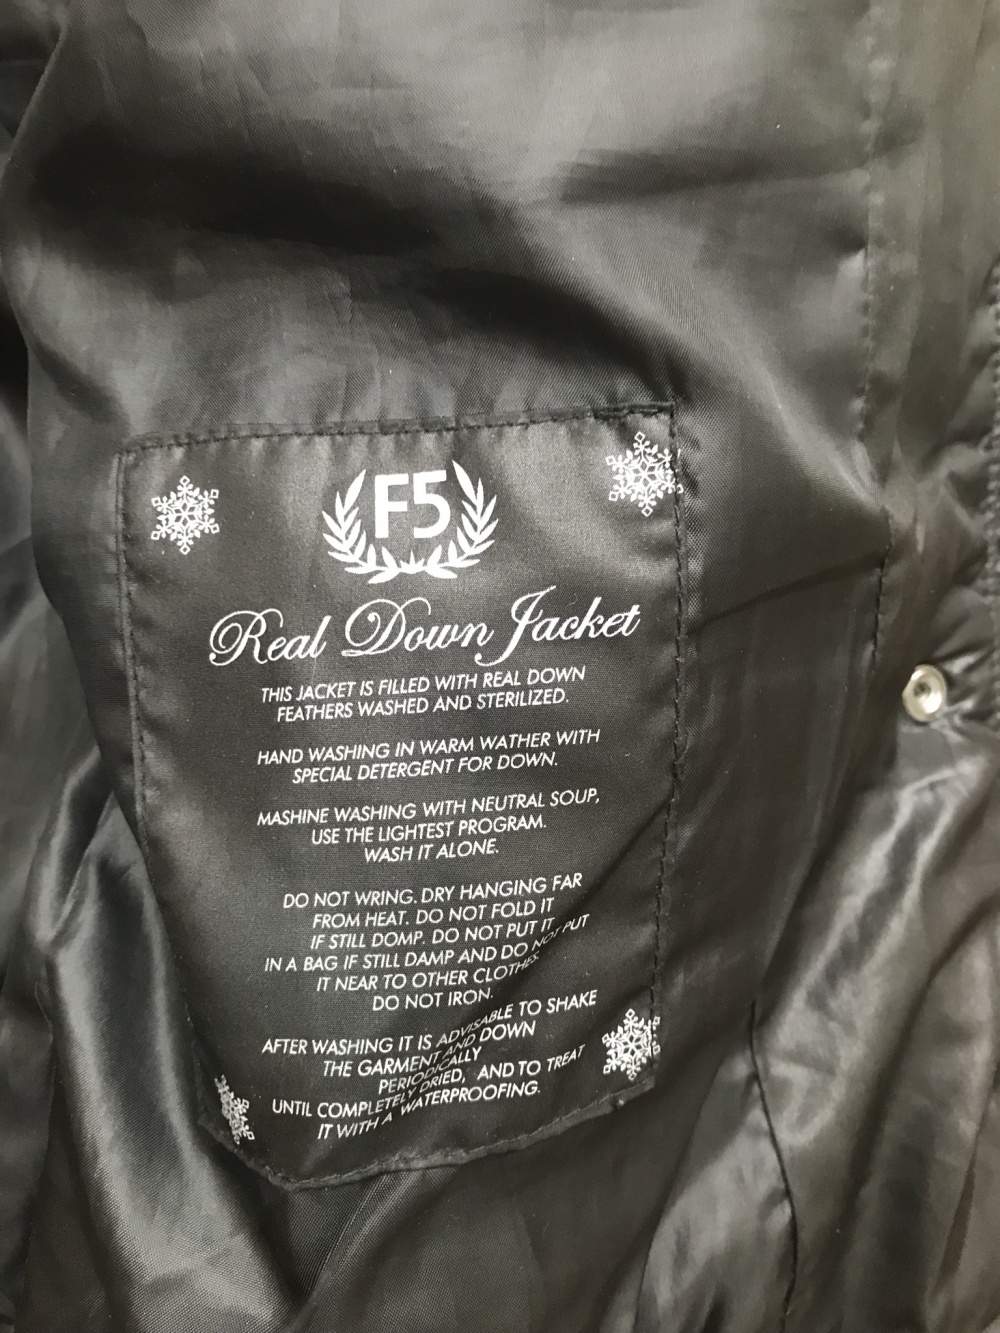 F5
Real Down Jacket
THIS JACKET IS FILLED WITH REAL DOWN
FEATHERS WASHED AND STERILIZED.
HAND WASHING IN WARM WATHER WITH
SPECIAL DETERGENT FOR DOWN.
MASHINE WASHING WITH NEUTRAL SOUP,
USE THE LIGHTEST PROGRAM.
WASH IT ALONE.
DO NOT WRING. DRY HANGING FAR
FROM HEAT. DO NOT FOLD IT
IF STILL DOMP. DO NOT PUT IT
IN A BAG IF STILL DAMP AND DO NOT PUT
IT NEAR TO OTHER CLOTHES.
DO NOT IRON.
AFTER WASHING IT IS ADVISABLE TO SHAKE
THE GARMENT AND DOWN
PERIODICALLY
UNTIL COMPLETELY DRIED, AND TO TREAT
IT WITH A WATERPROOFING.